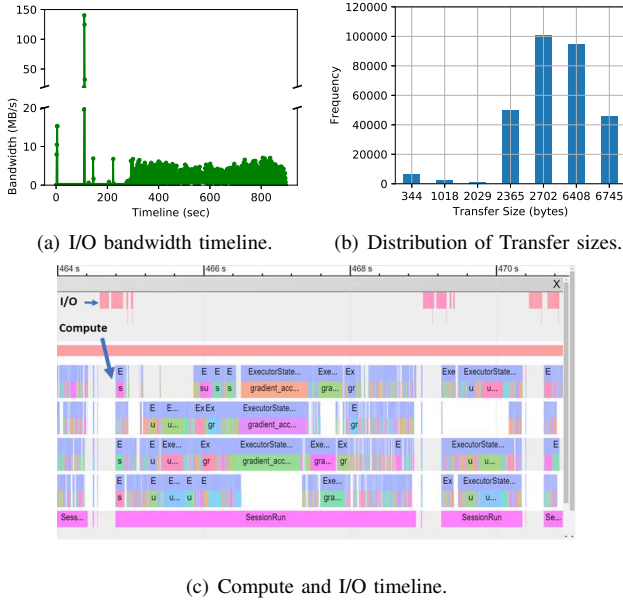 150
100
50
20
10
0
Bandwidth (MB/s)
0 200 400 600 800
Timeline (sec)
(a) I/O bandwidth timeline.
120000
100000
80000
60000
40000
20000
0
Frequency
344 1018 2029 2365 2702 6408 6745
Transfer Size (bytes)
(b) Distribution of Transfer sizes.
464 s 466 s 468 s 470 s
X
I/O
Compute
E E E E ExecutorState... Exe... Ex Exe ExecutorState... E
s su s s gradient_acc... gra... gr u u...
E E... E Ex ExecutorState... E
u u... gr gradient_acc... gr
E E Exe... Ex ExecutorState... Exe... Ex E ExecutorState... E
s u u... gr gradient_acc... gra... gr u u...
E E E... E E Exe... Ex ExecutorState...
s u u... u gra... u u...
Sess... SessionRun SessionRun Se...
(c) Compute and I/O timeline.